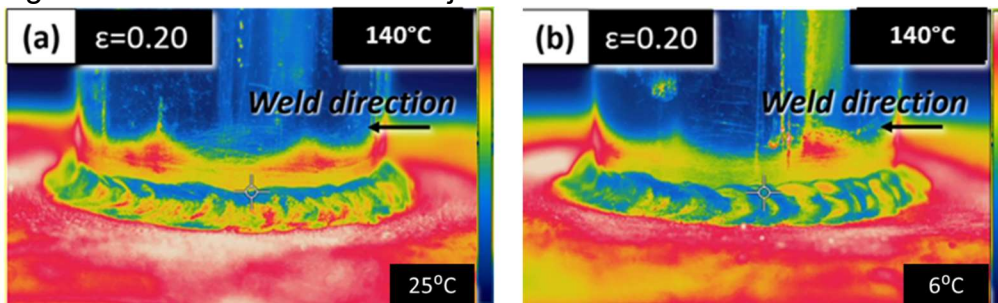 (a) ε=0.20 140°C
Weld direction
25°C
(b) ε=0.20 140°C
Weld direction
6°C